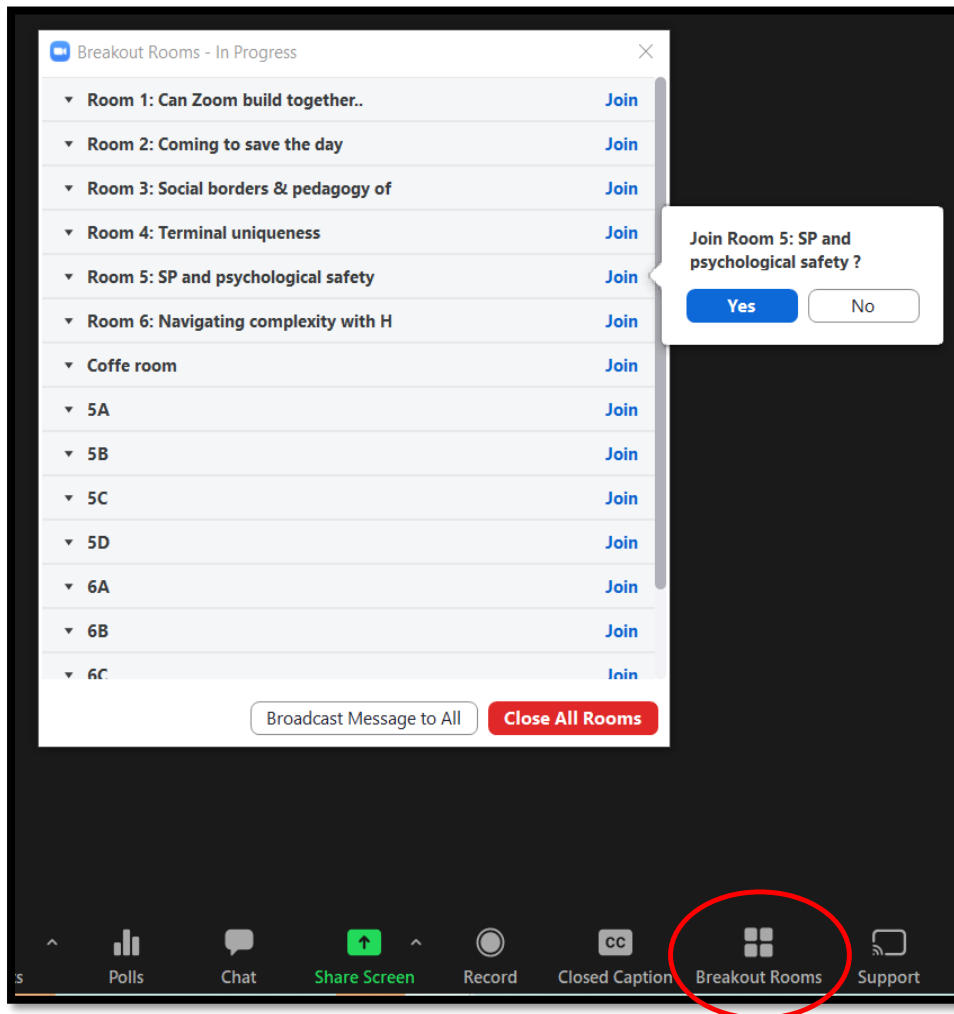 Breakout Rooms - In Progress
Room 1: Can Zoom build together.. Join
Room 2: Coming to save the day Join
Room 3: Social borders & pedagogy of Join
Room 4: Terminal uniqueness Join
Room 5: SP and psychological safety Join
Room 6: Navigating complexity with H Join
Coffe room Join
5A Join
5B Join
5C Join
5D Join
6A Join
6B Join
6C Join
Broadcast Message to All Close All Rooms
Join Room 5: SP and
psychological safety ?
Yes No
CC
Polls Chat Share Screen Record Closed Caption Breakout Rooms Support